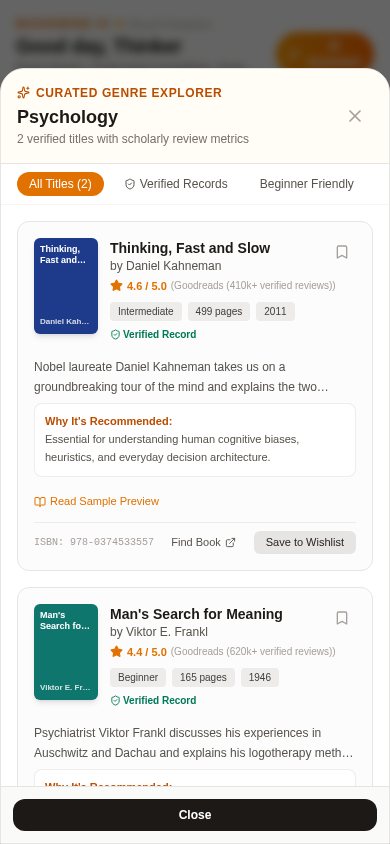 Good day, Thinker
CURATED GENRE EXPLORER
Psychology
2 verified titles with scholarly review metrics
All Titles (2)
Verified Records
Beginner Friendly
Thinking,
Fast and…
Daniel Kah…
Thinking, Fast and Slow
by Daniel Kahneman
4.6 / 5.0 (Goodreads (410k+ verified reviews))
Intermediate
499 pages
2011
Verified Record
Nobel laureate Daniel Kahneman takes us on a
groundbreaking tour of the mind and explains the two…
Why It's Recommended:
Essential for understanding human cognitive biases,
heuristics, and everyday decision architecture.
Read Sample Preview
ISBN: 978-0374533557
Find Book
Save to Wishlist
Man's
Search fo…
Viktor E. Fr…
Man's Search for Meaning
by Viktor E. Frankl
4.4 / 5.0 (Goodreads (620k+ verified reviews))
Beginner
165 pages
1946
Verified Record
Psychiatrist Viktor Frankl discusses his experiences in
Auschwitz and Dachau and explains his logotherapy meth…
Why It's Recommended:
Close